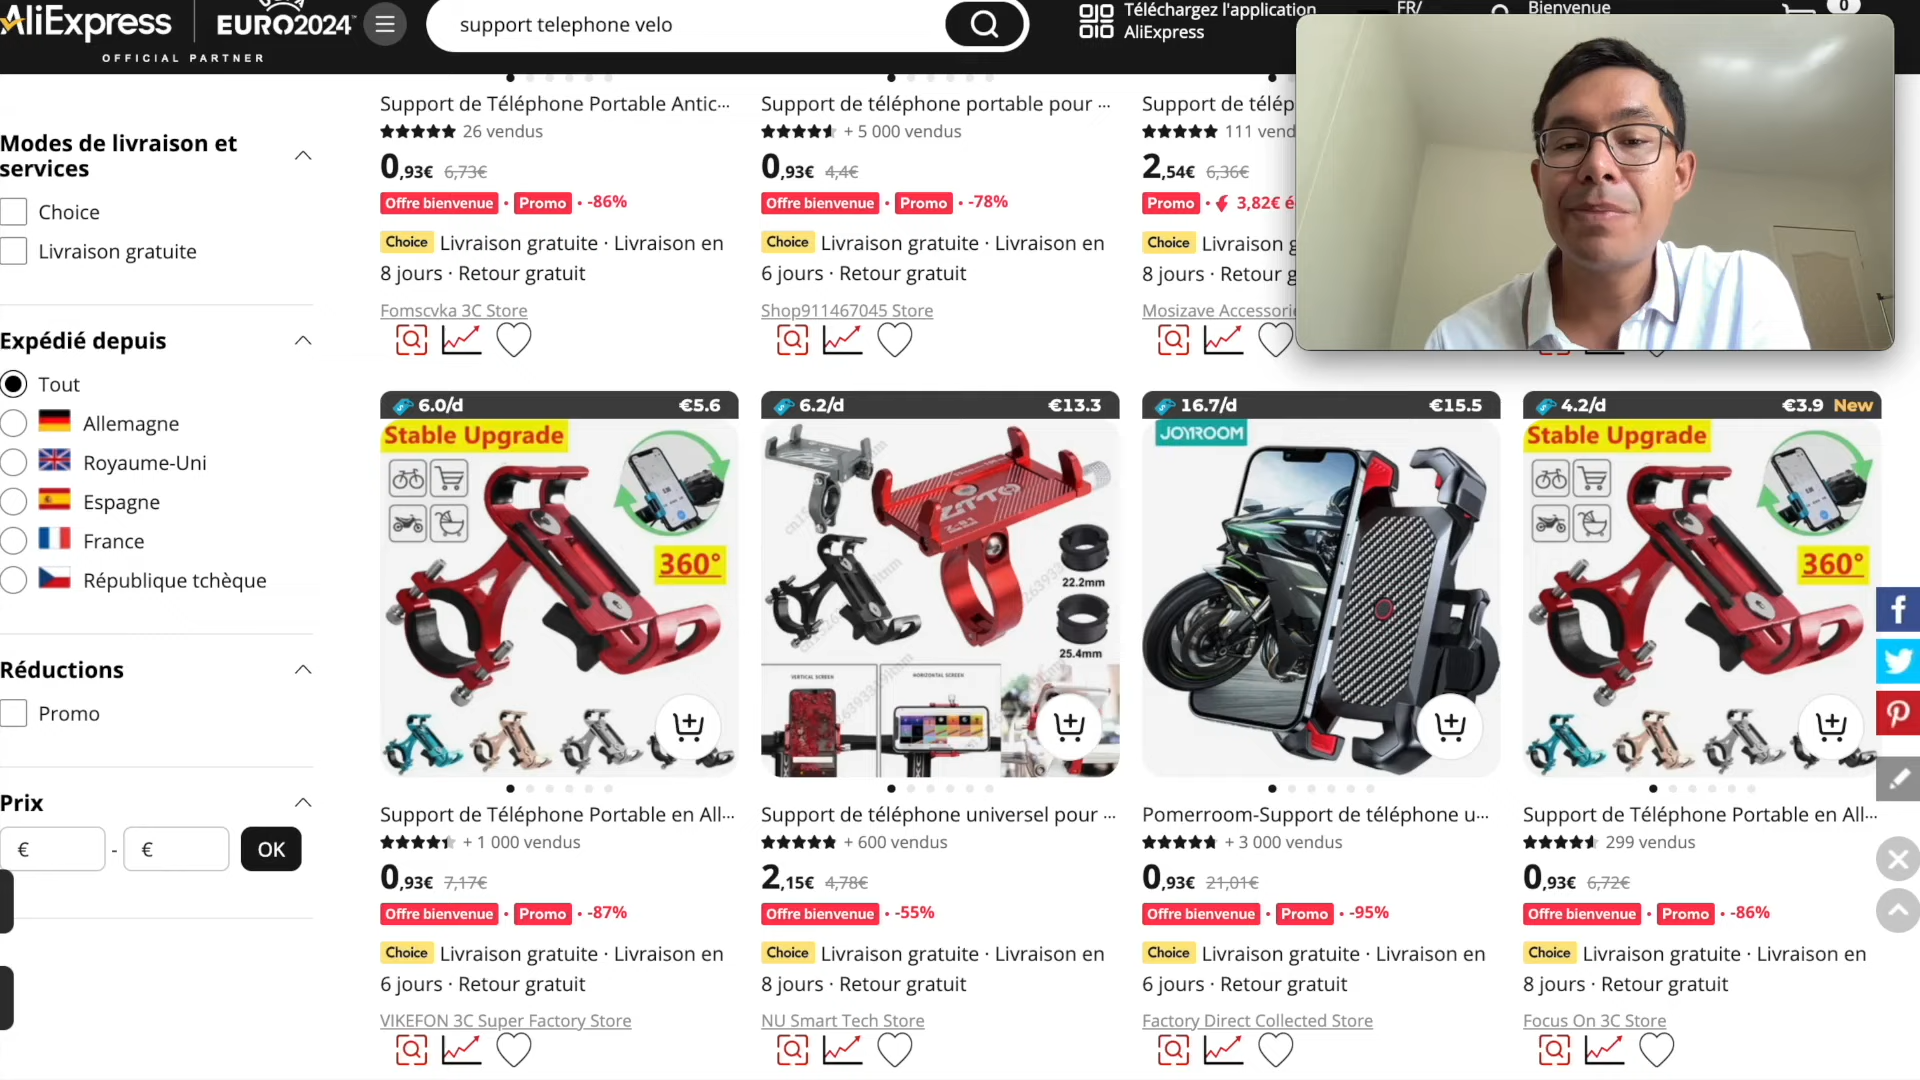 AliExpress
EURO2024
OFFICIAL PARTNER
support telephone velo
Téléchargez l'application
AliExpress
FR/
Bienvenue
0
Modes de livraison et
services
Choice
Livraison gratuite
Expédié depuis
Tout
Allemagne
Royaume-Uni
Espagne
France
République tchèque
Réductions
Promo
Prix
€ - € OK
Support de Téléphone Portable Antic...
26 vendus
0,93€ 6,73€
Offre bienvenue · Promo · -86%
Choice Livraison gratuite · Livraison en
8 jours · Retour gratuit
Fomscvka 3C Store
Support de téléphone portable pour ...
+ 5 000 vendus
0,93€ 4,4€
Offre bienvenue · Promo · -78%
Choice Livraison gratuite · Livraison en
6 jours · Retour gratuit
Shop911467045 Store
Support de télép
111 vend
2,54€ 6,36€
Promo · 3,82€ é
Choice Livraison g
8 jours · Retour g
Mosizave Accessori
6.0/d €5.6
Stable Upgrade
360°
Support de Téléphone Portable en All...
+ 1 000 vendus
0,93€ 7,17€
Offre bienvenue · Promo · -87%
Choice Livraison gratuite · Livraison en
6 jours · Retour gratuit
VIKEFON 3C Super Factory Store
6.2/d €13.3
ZTTO
22.2mm
25.4mm
VERTICAL SCREEN
HORIZONTAL SCREEN
Support de téléphone universel pour ...
+ 600 vendus
2,15€ 4,78€
Offre bienvenue · -55%
Choice Livraison gratuite · Livraison en
8 jours · Retour gratuit
NU Smart Tech Store
16.7/d €15.5
JOYROOM
Pomerroom-Support de téléphone u...
+ 3 000 vendus
0,93€ 21,01€
Offre bienvenue · Promo · -95%
Choice Livraison gratuite · Livraison en
6 jours · Retour gratuit
Factory Direct Collected Store
4.2/d €3.9 New
Stable Upgrade
360°
Support de Téléphone Portable en All...
299 vendus
0,93€ 6,72€
Offre bienvenue · Promo · -86%
Choice Livraison gratuite · Livraison en
8 jours · Retour gratuit
Focus On 3C Store